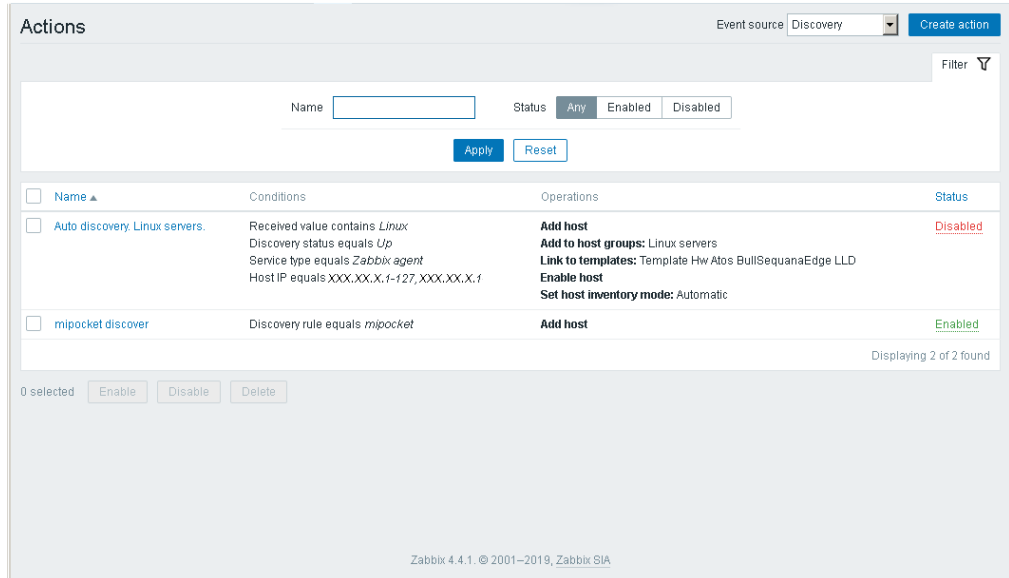 Actions
Event source Discovery Create action
Filter
Name Status Any Enabled Disabled
Apply Reset
Name Conditions Operations Status
Auto discovery. Linux servers. Received value contains Linux Add host Disabled
Discovery status equals Up Add to host groups: Linux servers
Service type equals Zabbix agent Link to templates: Template Hw Atos BullSequanaEdge LLD
Host IP equals XXX.XX.X.1-127,XXX.XX.X.1 Enable host
Set host inventory mode: Automatic
mipocket discover Discovery rule equals mipocket Add host Enabled
Displaying 2 of 2 found
0 selected Enable Disable Delete
Zabbix 4.4.1. © 2001–2019, Zabbix SIA